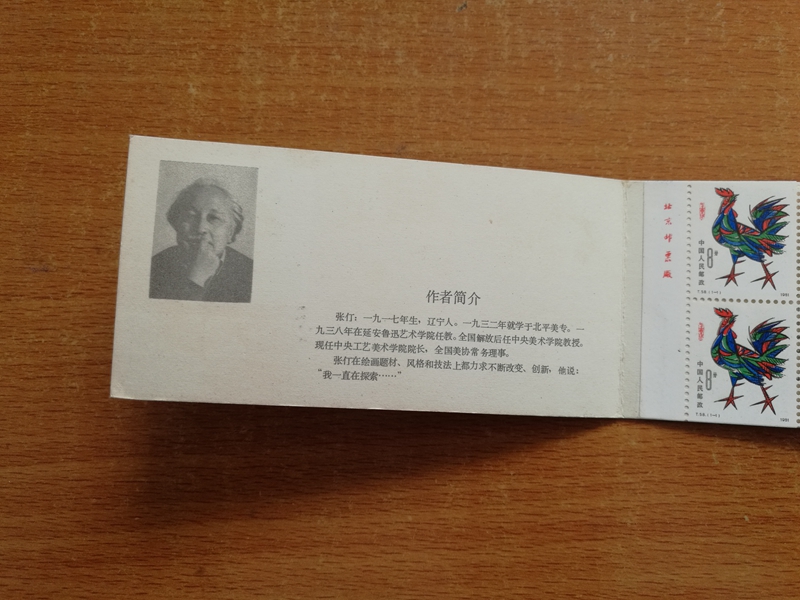 作者简介
张仃：一九一七年生，辽宁人。一九三二年就学于北平美专。一
九三八年在延安鲁迅艺术学院任教。全国解放后任中央美术学院教授。
现任中央工艺美术学院院长，全国美协常务理事。
张仃在绘画题材、风格和技法上都力求不断改变、创新，他说：
“我一直在探索……”
北京邮票厂
中国人民邮政
8分
T.58.(1-1)
1981
中国人民邮政
8分
T.58.(1-1)
1981